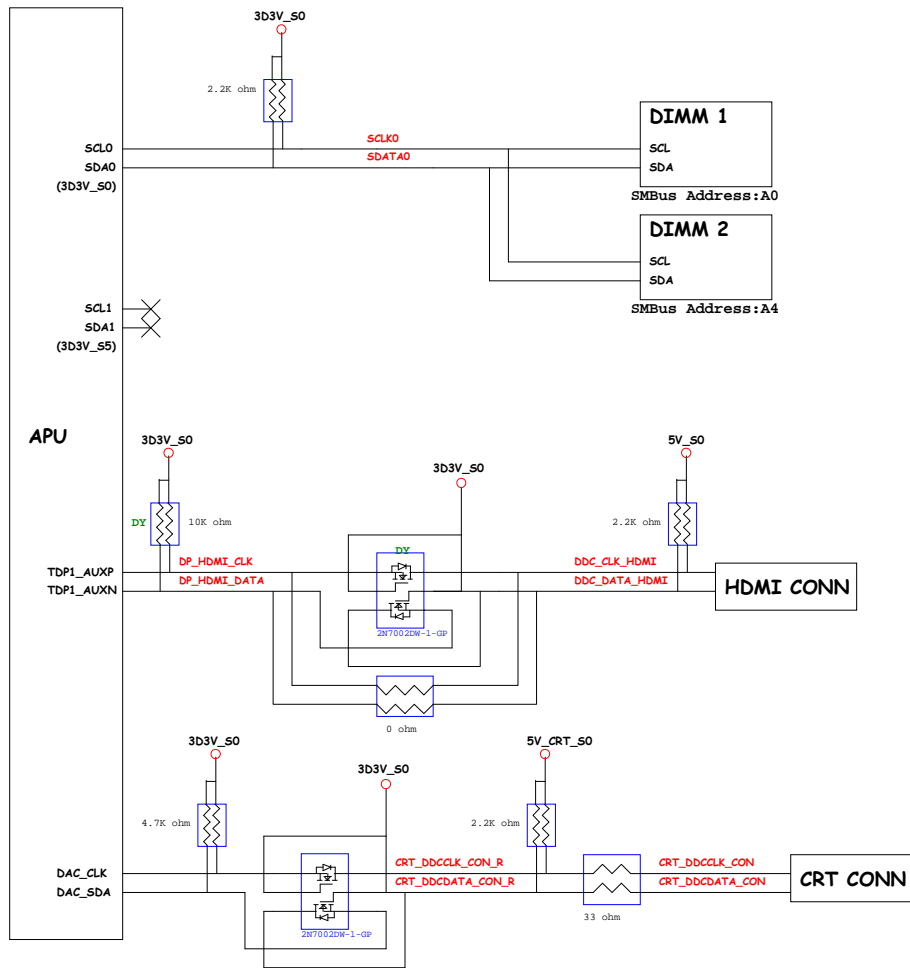 3D3V_S0
2.2K ohm
DIMM 1
SCLK0
SCL0
SCL
SDATA0
SDA0
SDA
(3D3V_S0)
SMBus Address:A0
DIMM 2
SCL
SDA
SCL1
SMBus Address:A4
SDA1
(3D3V_S5)
APU
3D3V_S0
5V_S0
3D3V_S0
DY
10K ohm
2.2K ohm
DY
DP_HDMI_CLK
DDC_CLK_HDMI
TDP1_AUXP
DP_HDMI_DATA
DDC_DATA_HDMI
TDP1_AUXN
HDMI CONN
2N7002DW-1-GP
0 ohm
3D3V_S0
5V_CRT_S0
3D3V_S0
4.7K ohm
2.2K ohm
CRT_DDCCLK_CON_R
CRT_DDCCLK_CON
DAC_CLK
CRT_DDCDATA_CON_R
CRT_DDCDATA_CON
CRT CONN
DAC_SDA
33 ohm
2N7002DW-1-GP